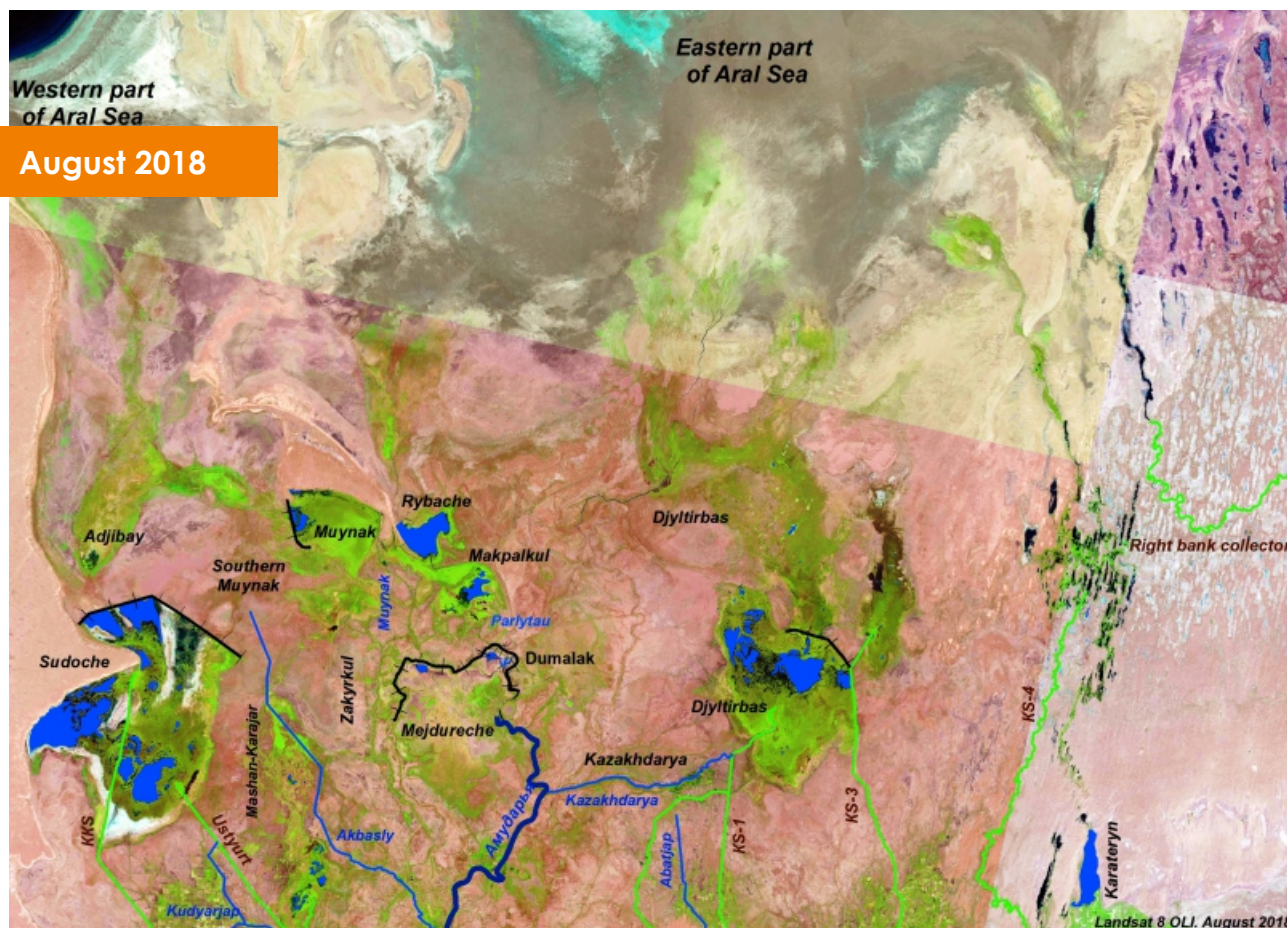 Western part
of Aral Sea
Eastern part
of Aral Sea
August 2018
Adjibay
Muynak
Rybache
Djyltirbas
Southern
Muynak
Makpalkul
Right bank collector
Muynak
Parlytau
Sudoche
Dumalak
Zakyrkul
Mashan-Karajar
Mejdureche
Djyltirbas
KS-4
Kazakhdarya
Kazakhdarya
Амударья
KKS
Ustyurt
Akbasly
Abatjap
KS-1
KS-3
Karateryn
Kudyarjap
Landsat 8 OLI. August 2018